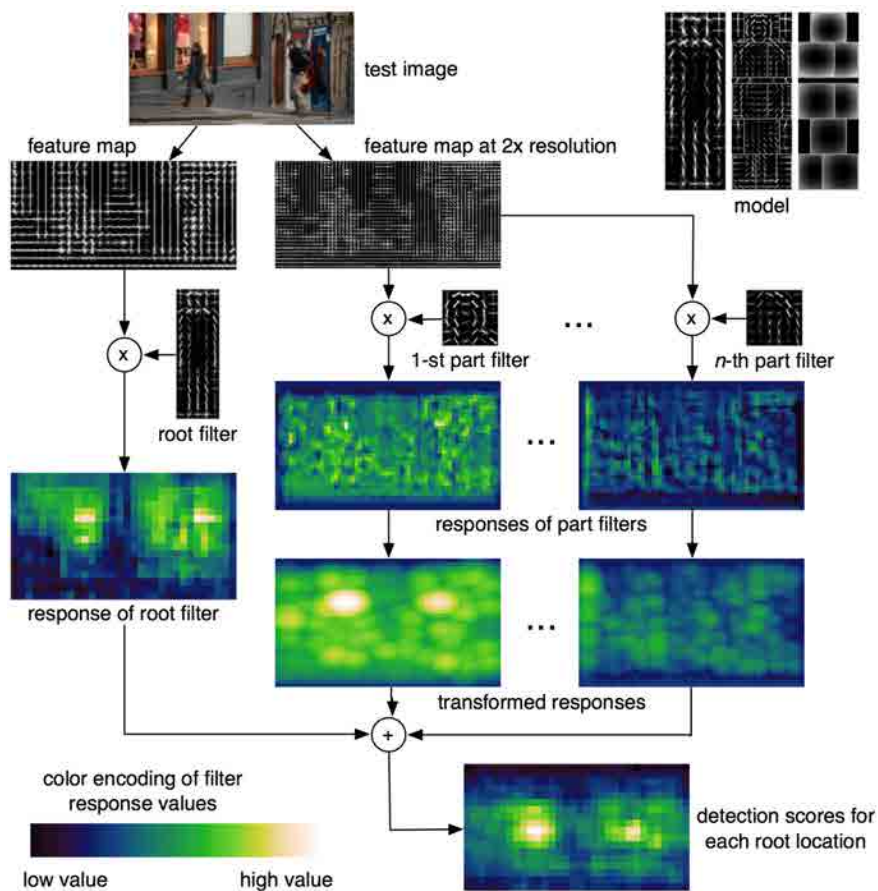 test image
feature map
feature map at 2x resolution
model
x
x
x
...
1-st part filter
n-th part filter
root filter
...
responses of part filters
response of root filter
...
transformed responses
+
color encoding of filter
response values
low value
high value
detection scores for
each root location